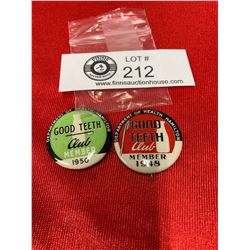 LOT #
212
www.finnsauctionhouse.com
DEPARTMENT OF HEALTH HAMILTON
GOOD TEETH
Club
MEMBER
1950
DEPARTMENT OF HEALTH HAMILTON
GOOD
TEETH
Club
MEMBER
1948